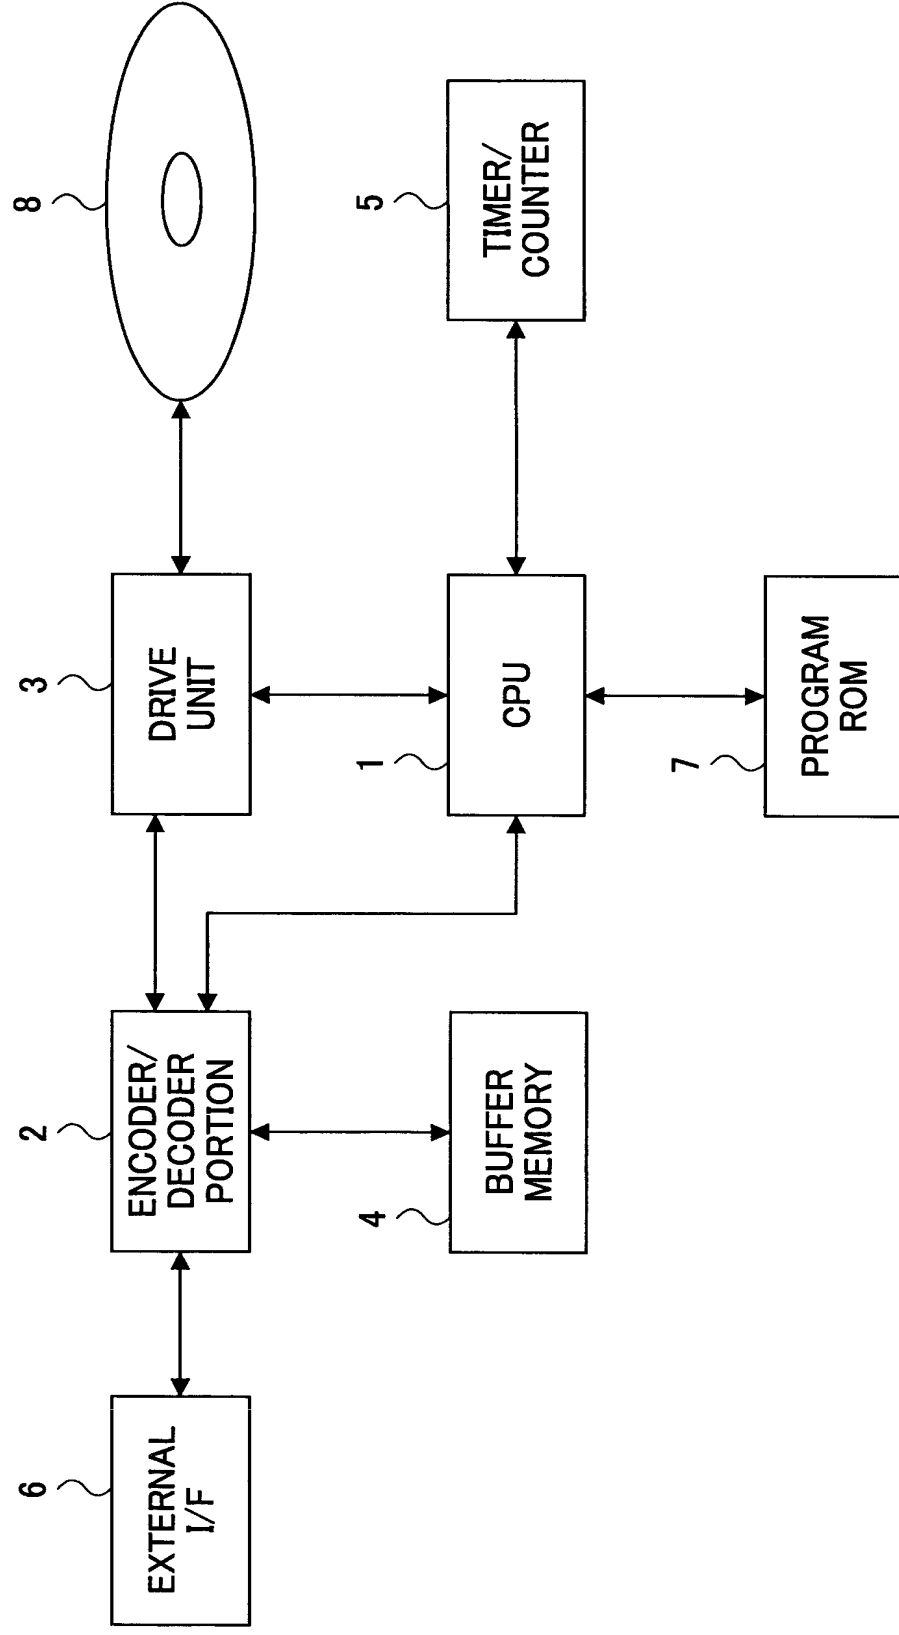 6
EXTERNAL
I/F
2
ENCODER/
DECODER
PORTION
3
DRIVE
UNIT
8
4
BUFFER
MEMORY
1
CPU
5
TIMER/
COUNTER
7
PROGRAM
ROM